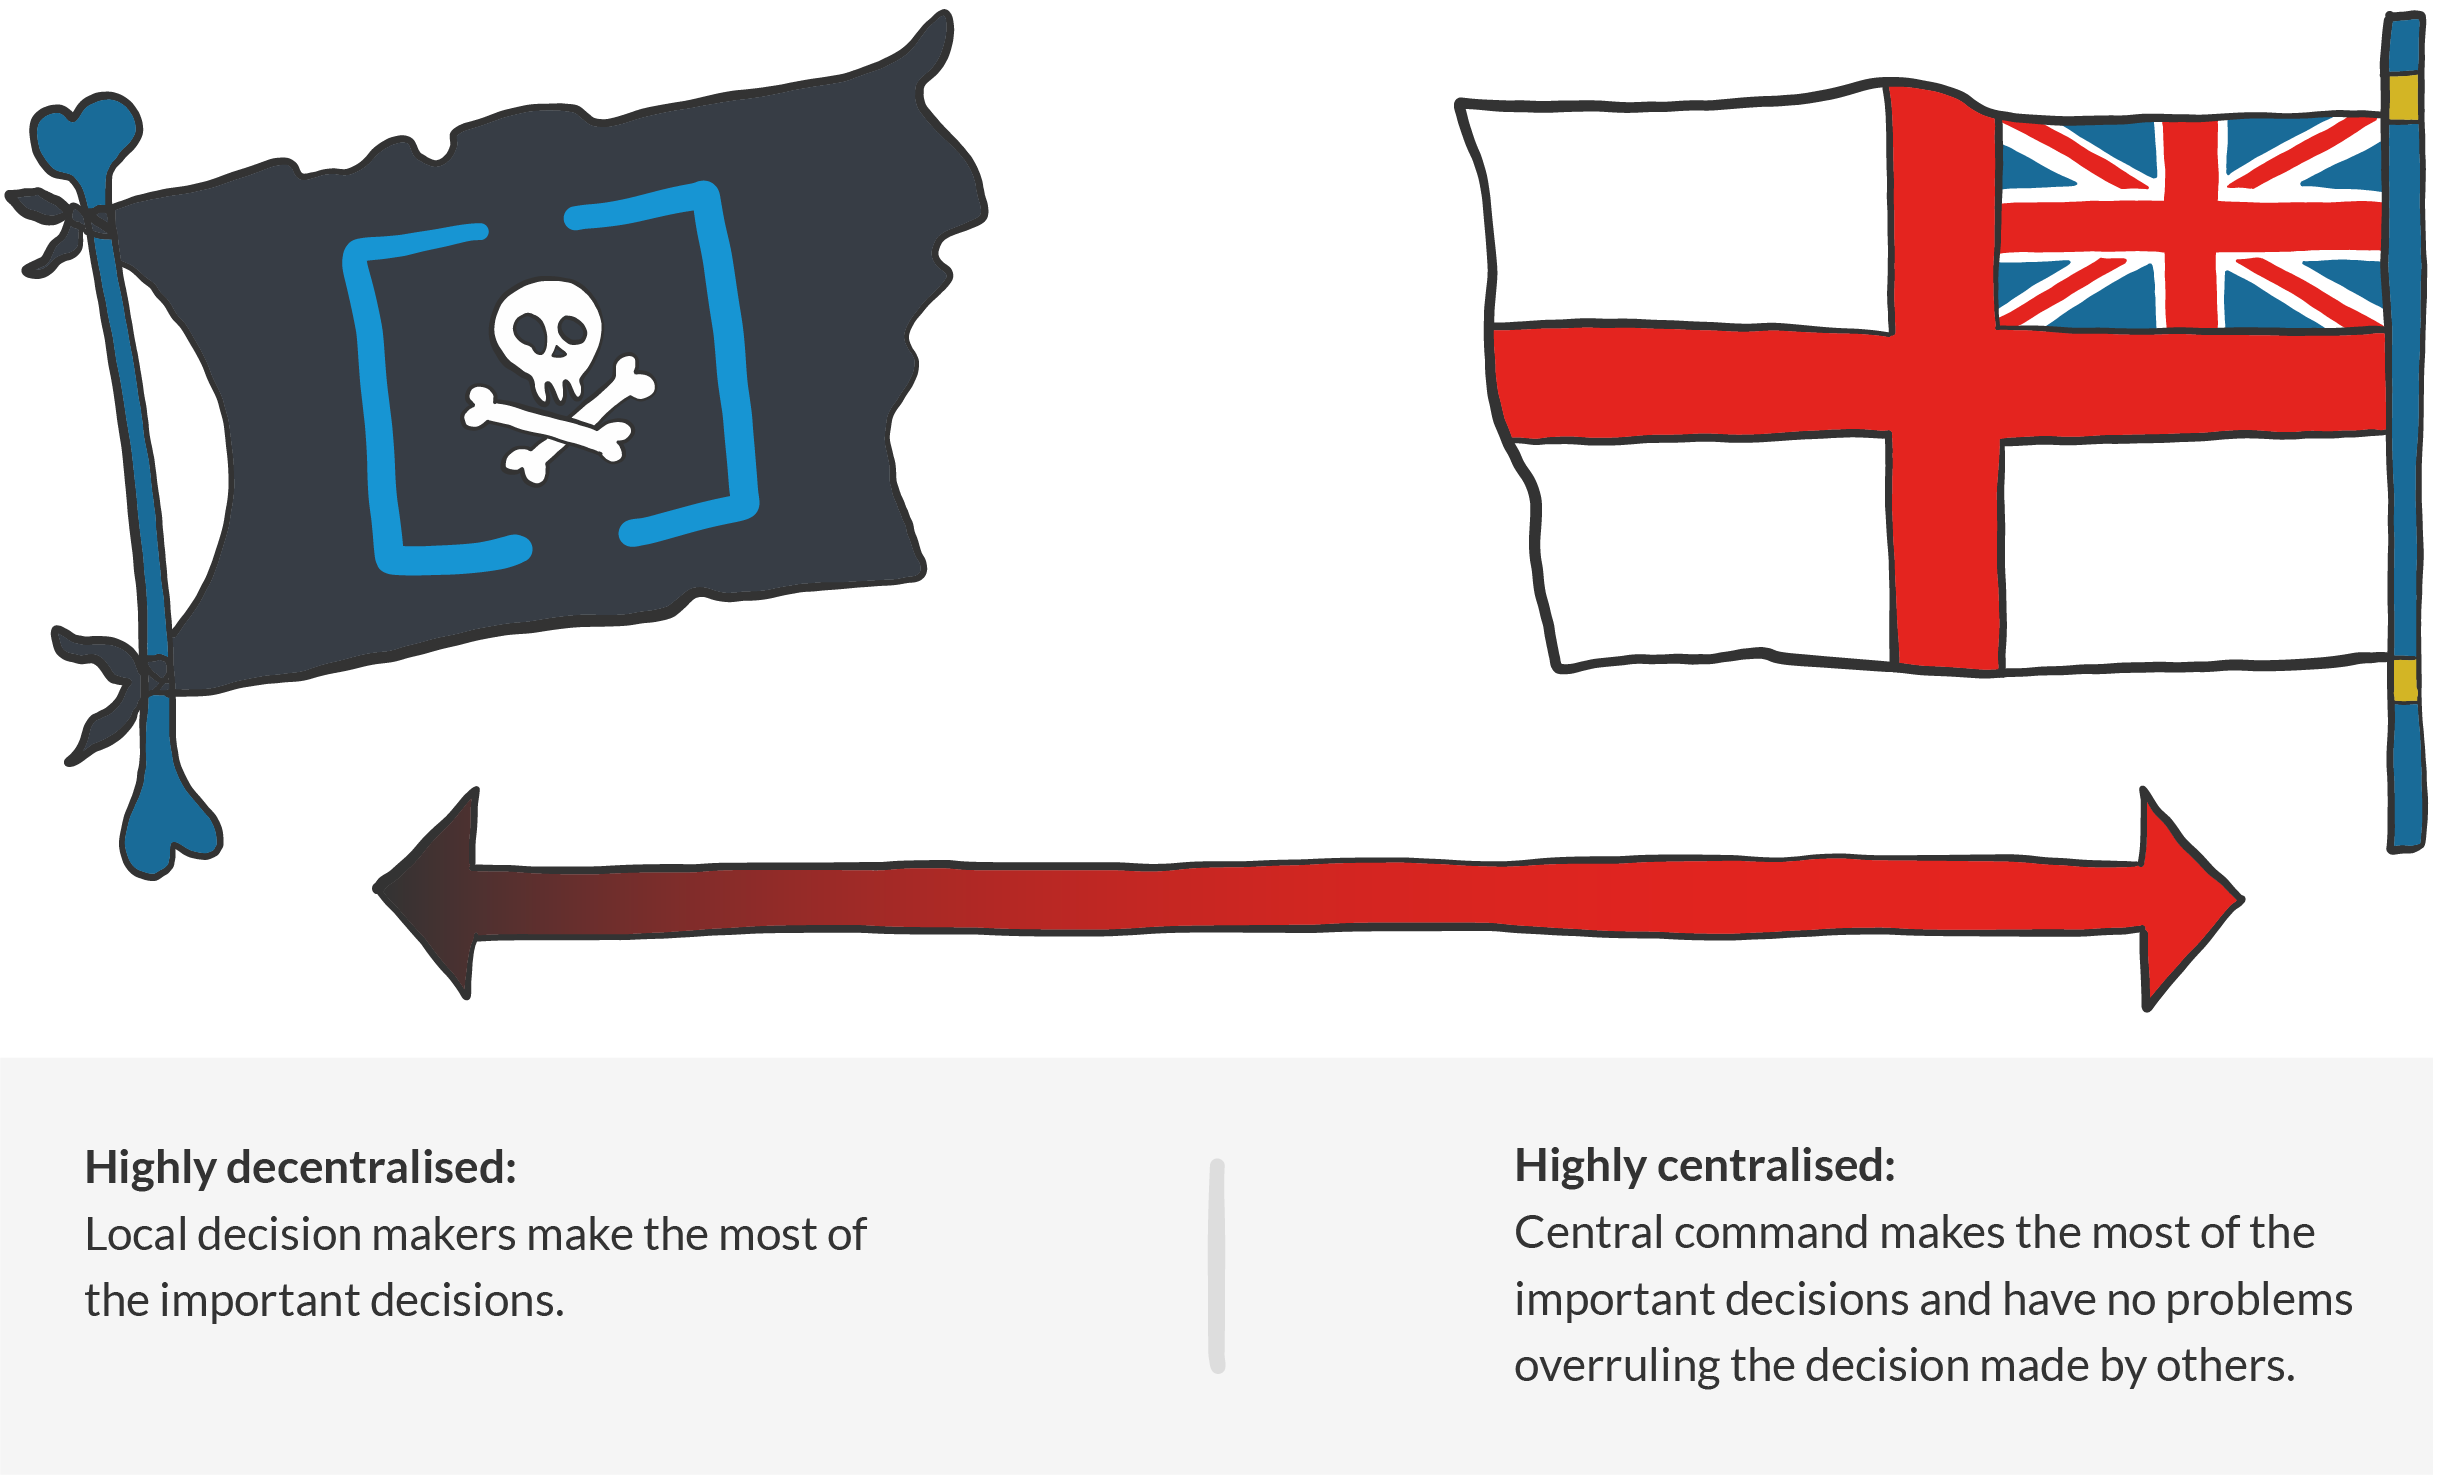 Highly decentralised:
Local decision makers make the most of
the important decisions.
Highly centralised:
Central command makes the most of the
important decisions and have no problems
overruling the decision made by others.